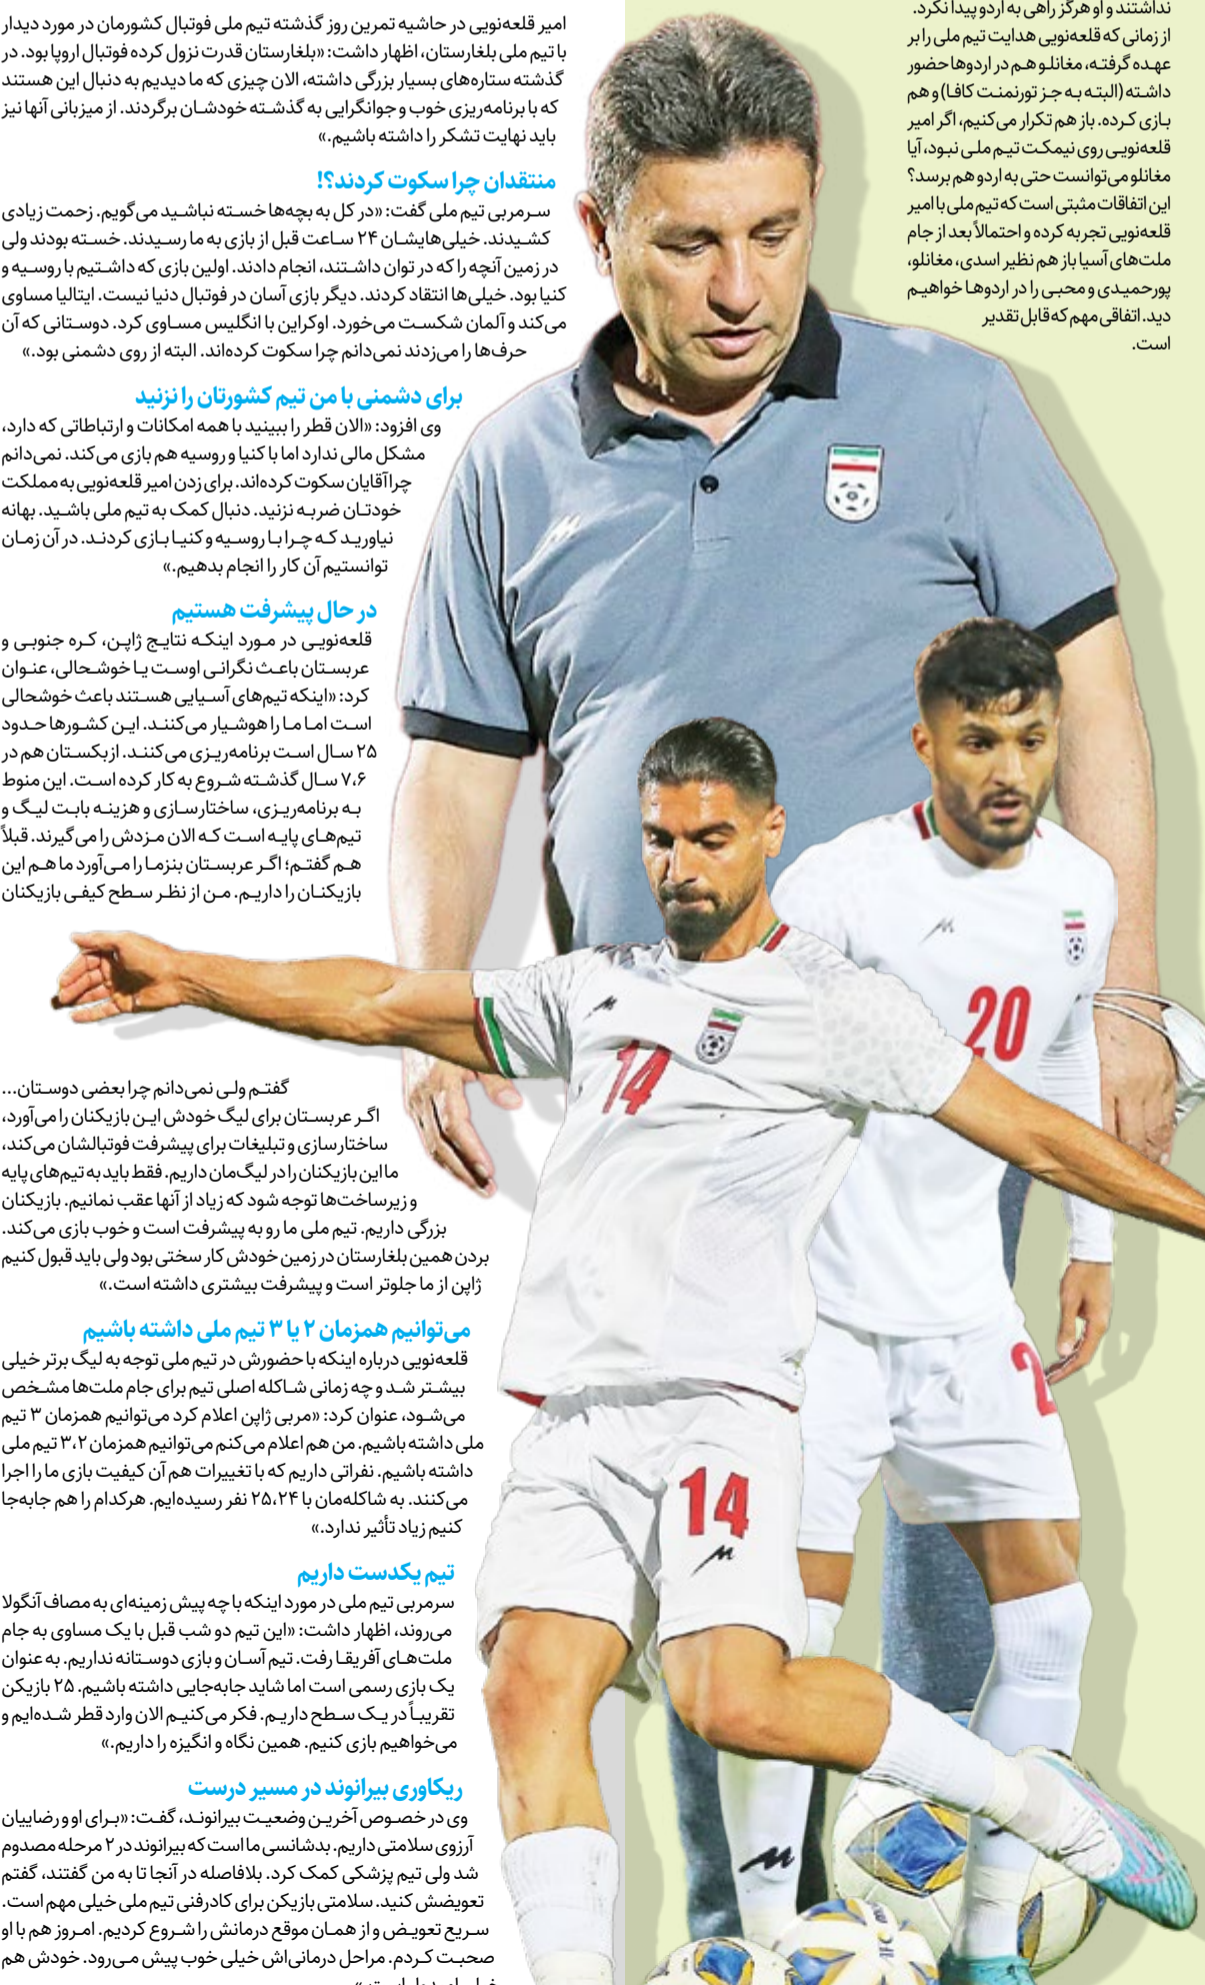 نداشتند و او هرگز راهی به اردو پیدا نکرد.
از زمانی که قلعه‌نویی هدایت تیم ملی را بر
عهده گرفته، مغانلو هم در اردوها حضور
داشته (البته به جز تورنمنت کافا) و هم
بازی کرده. باز هم تکرار می‌کنیم، اگر امیر
قلعه‌نویی روی نیمکت تیم ملی نبود، آیا
مغانلو می‌توانست حتی به اردو هم برسد؟
این اتفاقات مثبتی است که تیم ملی با امیر
قلعه‌نویی تجربه کرده و احتمالاً بعد از جام
ملت‌های آسیا باز هم نظیر اسدی، مغانلو،
پورحمیدی و محبی را در اردوها خواهیم
دید. اتفاقی مهم که قابل تقدیر
است.
امیر قلعه‌نویی در حاشیه تمرین روز گذشته تیم ملی فوتبال کشورمان در مورد دیدار
با تیم ملی بلغارستان، اظهار داشت: «بلغارستان قدرت نزول کرده فوتبال اروپا بود. در
گذشته ستاره‌های بسیار بزرگی داشته، الان چیزی که ما دیدیم به دنبال این هستند
که با برنامه‌ریزی خوب و جوانگرایی به گذشته خودشان برگردند. از میزبانی آنها نیز
باید نهایت تشکر را داشته باشیم.»
منتقدان چرا سکوت کردند؟!
سرمربی تیم ملی گفت: «در کل به بچه‌ها خسته نباشید می‌گویم. زحمت زیادی
کشیدند. خیلی‌هایشان ۲۴ ساعت قبل از بازی به ما رسیدند. خسته بودند ولی
در زمین آنچه را که در توان داشتند، انجام دادند. اولین بازی که داشتیم با روسیه و
کنیا بود. خیلی‌ها انتقاد کردند. دیگر بازی آسان در فوتبال دنیا نیست. ایتالیا مساوی
می‌کند و آلمان شکست می‌خورد. اوکراین با انگلیس مساوی کرد. دوستانی که آن
حرف‌ها را می‌زدند نمی‌دانم چرا سکوت کرده‌اند. البته از روی دشمنی بود.»
برای دشمنی با من تیم کشورتان را نزنید
وی افزود: «الان قطر را ببینید با همه امکانات و ارتباطاتی که دارد،
مشکل مالی ندارد اما با کنیا و روسیه هم بازی می‌کند. نمی‌دانم
چرا آقایان سکوت کرده‌اند. برای زدن امیر قلعه‌نویی به مملکت
خودتان ضربه نزنید. دنبال کمک به تیم ملی باشید. بهانه
نیاورید که چرا با روسیه و کنیا بازی کردند. در آن زمان
توانستیم آن کار را انجام بدهیم.»
در حال پیشرفت هستیم
قلعه‌نویی در مورد اینکه نتایج ژاپن، کره جنوبی و
عربستان باعث نگرانی اوست یا خوشحالی، عنوان
کرد: «اینکه تیم‌های آسیایی هستند باعث خوشحالی
است اما ما را هوشیار می‌کنند. این کشورها حدود
۲۵ سال است برنامه‌ریزی می‌کنند. ازبکستان هم در
۷،۶ سال گذشته شروع به کار کرده است. این منوط
به برنامه‌ریزی، ساختارسازی و هزینه بابت لیگ و
تیم‌های پایه است که الان مزدش را می‌گیرند. قبلاً
هم گفتم؛ اگر عربستان بنزما را می‌آورد ما هم این
بازیکنان را داریم. من از نظر سطح کیفی بازیکنان
گفتم ولی نمی‌دانم چرا بعضی دوستان...
اگر عربستان برای لیگ خودش این بازیکنان را می‌آورد،
ساختارسازی و تبلیغات برای پیشرفت فوتبالشان می‌کند،
ما این بازیکنان را در لیگ‌مان داریم. فقط باید به تیم‌های پایه
و زیرساخت‌ها توجه شود که زیاد از آنها عقب نمانیم. بازیکنان
بزرگی داریم. تیم ملی ما رو به پیشرفت است و خوب بازی می‌کند.
بردن همین بلغارستان در زمین خودش کار سختی بود ولی باید قبول کنیم
ژاپن از ما جلوتر است و پیشرفت بیشتری داشته است.»
می‌توانیم همزمان ۲ یا ۳ تیم ملی داشته باشیم
قلعه‌نویی درباره اینکه با حضورش در تیم ملی توجه به لیگ برتر خیلی
بیشتر شد و چه زمانی شاکله اصلی تیم برای جام ملت‌ها مشخص
می‌شود، عنوان کرد: «مربی ژاپن اعلام کرد می‌توانیم همزمان ۳ تیم
ملی داشته باشیم. من هم اعلام می‌کنم می‌توانیم همزمان ۳،۲ تیم ملی
داشته باشیم. نفراتی داریم که با تغییرات هم آن کیفیت بازی ما را اجرا
می‌کنند. به شاکله‌مان با ۲۵،۲۴ نفر رسیده‌ایم. هرکدام را هم جابه‌جا
کنیم زیاد تأثیر ندارد.»
تیم یکدست داریم
سرمربی تیم ملی در مورد اینکه با چه پیش زمینه‌ای به مصاف آنگولا
می‌روند، اظهار داشت: «این تیم دو شب قبل با یک مساوی به جام
ملت‌های آفریقا رفت. تیم آسان و بازی دوستانه نداریم. به عنوان
یک بازی رسمی است اما شاید جابه‌جایی داشته باشیم. ۲۵ بازیکن
تقریباً در یک سطح داریم. فکر می‌کنیم الان وارد قطر شده‌ایم و
می‌خواهیم بازی کنیم. همین نگاه و انگیزه را داریم.»
ریکاوری بیرانوند در مسیر درست
وی در خصوص آخرین وضعیت بیرانوند، گفت: «برای او و رضاییان
آرزوی سلامتی داریم. بدشانسی ما است که بیرانوند در ۲ مرحله مصدوم
شد ولی تیم پزشکی کمک کرد. بلافاصله در آنجا تا به من گفتند، گفتم
تعویضش کنید. سلامتی بازیکن برای کادرفنی تیم ملی خیلی مهم است.
سریع تعویض و از همان موقع درمانش را شروع کردیم. امروز هم با او
صحبت کردم. مراحل درمانی‌اش خیلی خوب پیش می‌رود. خودش هم
20
14
2
14